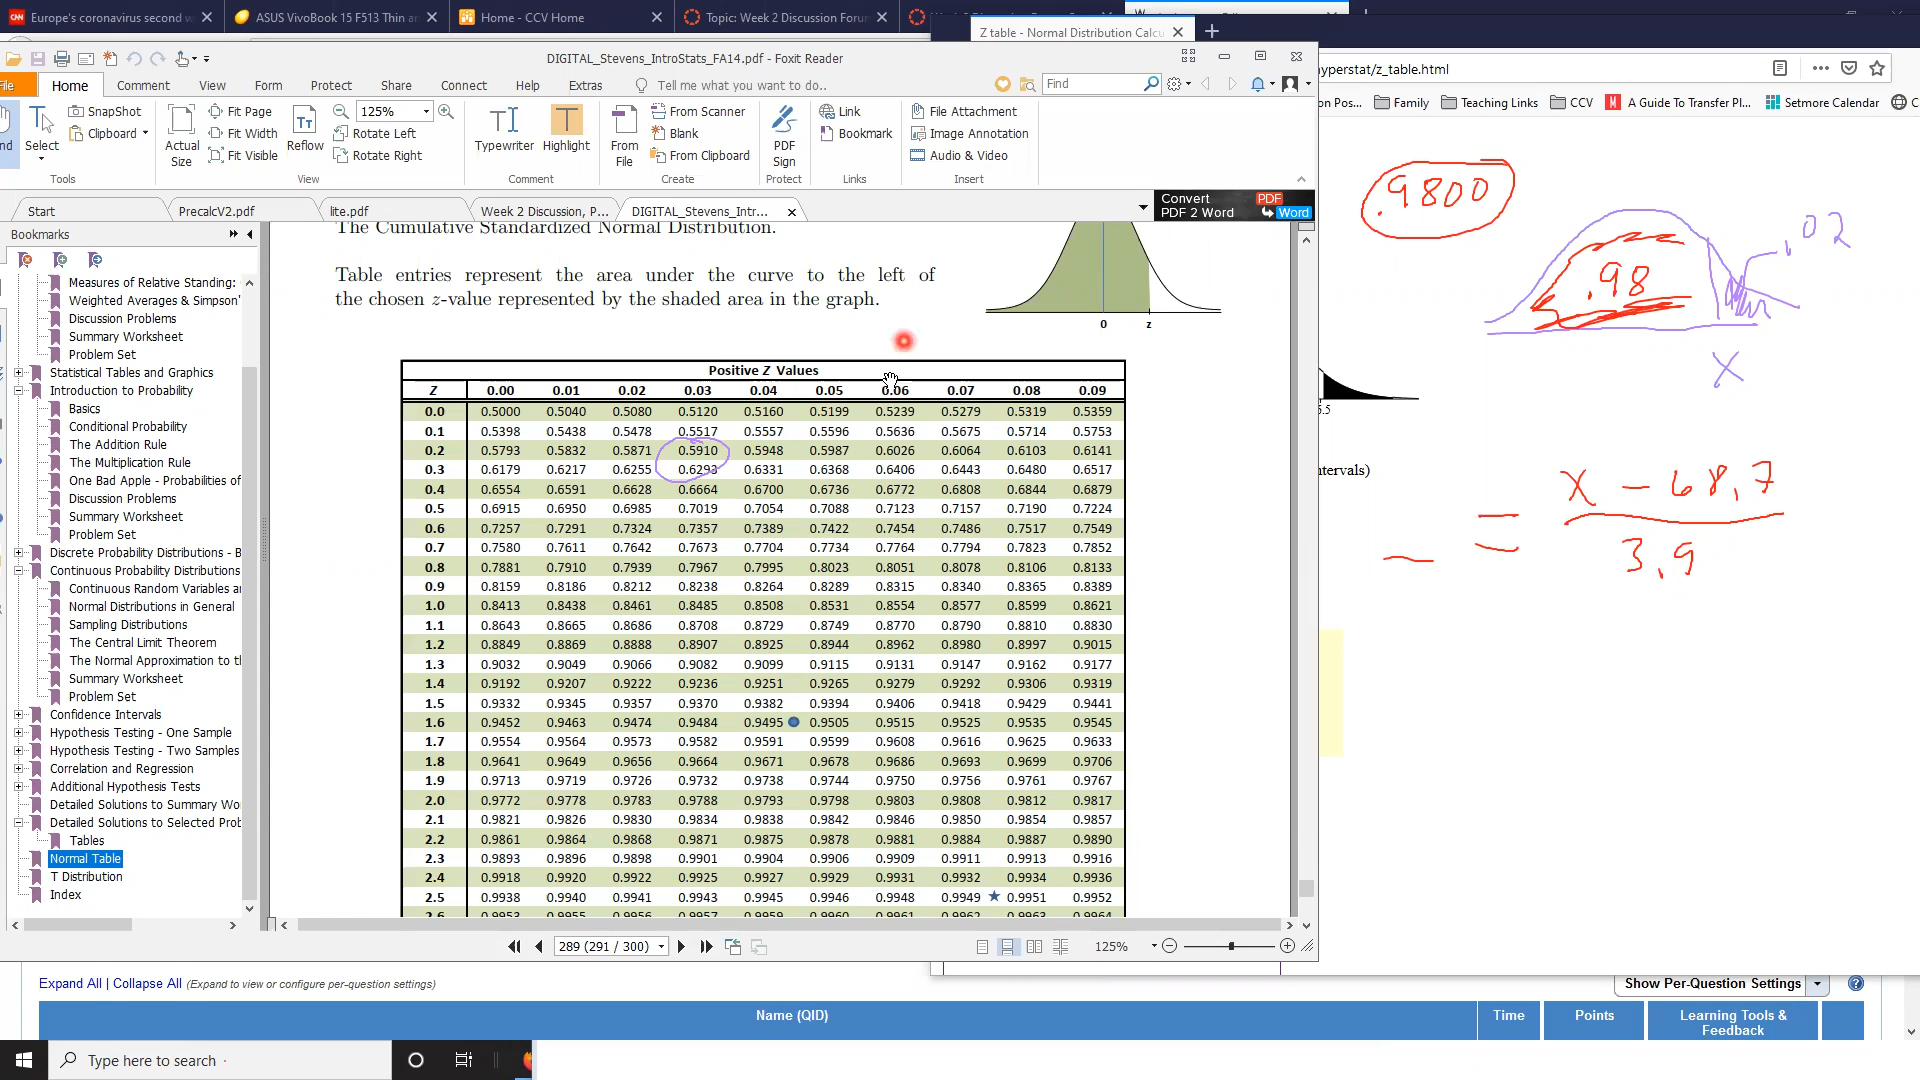 Europe's coronavirus second w
ASUS VivoBook 15 F513 Thin ar
Home - CCV Home
Topic: Week 2 Discussion Forum
Z table - Normal Distribution Calcu
DIGITAL_Stevens_IntroStats_FA14.pdf - Foxit Reader
yperstat/z_table.html
File Home Comment View Form Protect Share Connect Help Extras Tell me what you want to do.. Find
on Pos... Family Teaching Links CCV A Guide To Transfer Pl... Setmore Calendar
SnapShot
Clipboard
Select
Tools
Actual Size
Fit Page
Fit Width
Fit Visible
Reflow
125%
Rotate Left
Rotate Right
View
Typewriter
Highlight
Comment
From File
From Scanner
Blank
From Clipboard
Create
PDF Sign
Protect
Link
Bookmark
Links
File Attachment
Image Annotation
Audio & Video
Insert
Start PrecalcV2.pdf lite.pdf Week 2 Discussion, P... DIGITAL_Stevens_Intr...
Convert PDF
PDF 2 Word Word
Bookmarks
Measures of Relative Standing:
Weighted Averages & Simpson'
Discussion Problems
Summary Worksheet
Problem Set
Statistical Tables and Graphics
Introduction to Probability
Basics
Conditional Probability
The Addition Rule
The Multiplication Rule
One Bad Apple - Probabilities of
Discussion Problems
Summary Worksheet
Problem Set
Discrete Probability Distributions - B
Continuous Probability Distributions
Continuous Random Variables a
Normal Distributions in General
Sampling Distributions
The Central Limit Theorem
The Normal Approximation to th
Summary Worksheet
Problem Set
Confidence Intervals
Hypothesis Testing - One Sample
Hypothesis Testing - Two Samples
Correlation and Regression
Additional Hypothesis Tests
Detailed Solutions to Summary Wo
Detailed Solutions to Selected Prob
Tables
Normal Table
T Distribution
Index
The Cumulative Standardized Normal Distribution.
Table entries represent the area under the curve to the left of
the chosen z-value represented by the shaded area in the graph.
0 z
Positive Z Values
Z 0.00 0.01 0.02 0.03 0.04 0.05 0.06 0.07 0.08 0.09
0.0 0.5000 0.5040 0.5080 0.5120 0.5160 0.5199 0.5239 0.5279 0.5319 0.5359
0.1 0.5398 0.5438 0.5478 0.5517 0.5557 0.5596 0.5636 0.5675 0.5714 0.5753
0.2 0.5793 0.5832 0.5871 0.5910 0.5948 0.5987 0.6026 0.6064 0.6103 0.6141
0.3 0.6179 0.6217 0.6255 0.6293 0.6331 0.6368 0.6406 0.6443 0.6480 0.6517
0.4 0.6554 0.6591 0.6628 0.6664 0.6700 0.6736 0.6772 0.6808 0.6844 0.6879
0.5 0.6915 0.6950 0.6985 0.7019 0.7054 0.7088 0.7123 0.7157 0.7190 0.7224
0.6 0.7257 0.7291 0.7324 0.7357 0.7389 0.7422 0.7454 0.7486 0.7517 0.7549
0.7 0.7580 0.7611 0.7642 0.7673 0.7704 0.7734 0.7764 0.7794 0.7823 0.7852
0.8 0.7881 0.7910 0.7939 0.7967 0.7995 0.8023 0.8051 0.8078 0.8106 0.8133
0.9 0.8159 0.8186 0.8212 0.8238 0.8264 0.8289 0.8315 0.8340 0.8365 0.8389
1.0 0.8413 0.8438 0.8461 0.8485 0.8508 0.8531 0.8554 0.8577 0.8599 0.8621
1.1 0.8643 0.8665 0.8686 0.8708 0.8729 0.8749 0.8770 0.8790 0.8810 0.8830
1.2 0.8849 0.8869 0.8888 0.8907 0.8925 0.8944 0.8962 0.8980 0.8997 0.9015
1.3 0.9032 0.9049 0.9066 0.9082 0.9099 0.9115 0.9131 0.9147 0.9162 0.9177
1.4 0.9192 0.9207 0.9222 0.9236 0.9251 0.9265 0.9279 0.9292 0.9306 0.9319
1.5 0.9332 0.9345 0.9357 0.9370 0.9382 0.9394 0.9406 0.9418 0.9429 0.9441
1.6 0.9452 0.9463 0.9474 0.9484 0.9495 0.9505 0.9515 0.9525 0.9535 0.9545
1.7 0.9554 0.9564 0.9573 0.9582 0.9591 0.9599 0.9608 0.9616 0.9625 0.9633
1.8 0.9641 0.9649 0.9656 0.9664 0.9671 0.9678 0.9686 0.9693 0.9699 0.9706
1.9 0.9713 0.9719 0.9726 0.9732 0.9738 0.9744 0.9750 0.9756 0.9761 0.9767
2.0 0.9772 0.9778 0.9783 0.9788 0.9793 0.9798 0.9803 0.9808 0.9812 0.9817
2.1 0.9821 0.9826 0.9830 0.9834 0.9838 0.9842 0.9846 0.9850 0.9854 0.9857
2.2 0.9861 0.9864 0.9868 0.9871 0.9875 0.9878 0.9881 0.9884 0.9887 0.9890
2.3 0.9893 0.9896 0.9898 0.9901 0.9904 0.9906 0.9909 0.9911 0.9913 0.9916
2.4 0.9918 0.9920 0.9922 0.9925 0.9927 0.9929 0.9931 0.9932 0.9934 0.9936
2.5 0.9938 0.9940 0.9941 0.9943 0.9945 0.9946 0.9948 0.9949 0.9951 0.9952
2.6 0.9953 0.9955 0.9956 0.9957 0.9959 0.9960 0.9961 0.9962 0.9963 0.9964
.9800
.02
.98
X
5.5
ntervals)
— = x - 68.7
3.9
289 (291 / 300)
125%
Expand All | Collapse All (Expand to view or configure per-question settings)
Show Per-Question Settings
Name (QID) Time Points Learning Tools & Feedback
Type here to search